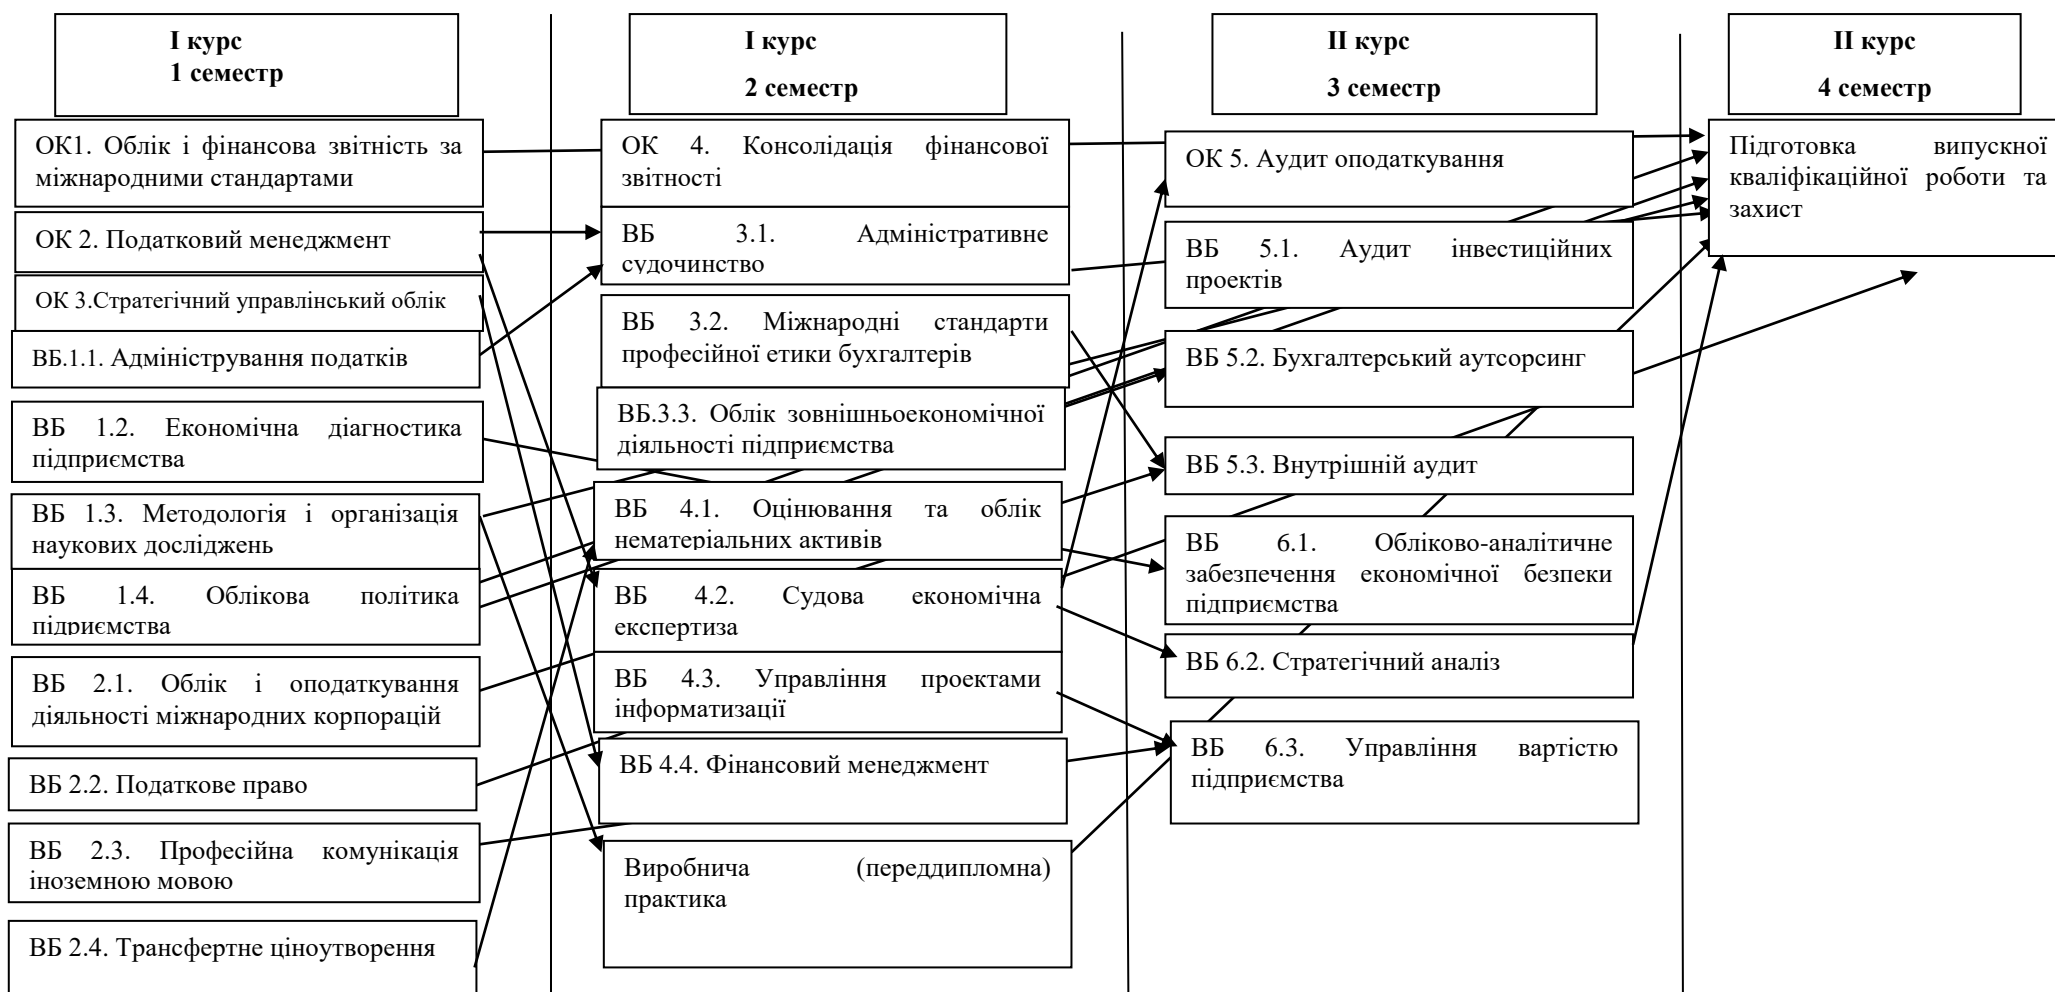 I курс
1 семестр
I курс
2 семестр
II курс
3 семестр
II курс
4 семестр
ОК1. Облік і фінансова звітність за
міжнародними стандартами
ОК 2. Податковий менеджмент
ОК 3.Стратегічний управлінський облік
ВБ.1.1. Адміністрування податків
ВБ 1.2. Економічна діагностика
підприємства
ВБ 1.3. Методологія і організація
наукових досліджень
ВБ 1.4. Облікова політика
підриємства
ВБ 2.1. Облік і оподаткування
діяльності міжнародних корпорацій
ВБ 2.2. Податкове право
ВБ 2.3. Професійна комунікація
іноземною мовою
ВБ 2.4. Трансфертне ціноутворення
ОК 4. Консолідація фінансової
звітності
ВБ 3.1. Адміністративне
судочинство
ВБ 3.2. Міжнародні стандарти
професійної етики бухгалтерів
ВБ.3.3. Облік зовнішньоекономічної
діяльності підприємства
ВБ 4.1. Оцінювання та облік
нематеріальних активів
ВБ 4.2. Судова економічна
експертиза
ВБ 4.3. Управління проектами
інформатизації
ВБ 4.4. Фінансовий менеджмент
Виробнича (переддипломна)
практика
ОК 5. Аудит оподаткування
ВБ 5.1. Аудит інвестиційних
проектів
ВБ 5.2. Бухгалтерський аутсорсинг
ВБ 5.3. Внутрішній аудит
ВБ 6.1. Обліково-аналітичне
забезпечення економічної безпеки
підприємства
ВБ 6.2. Стратегічний аналіз
ВБ 6.3. Управління вартістю
підприємства
Підготовка випускної
кваліфікаційної роботи та
захист